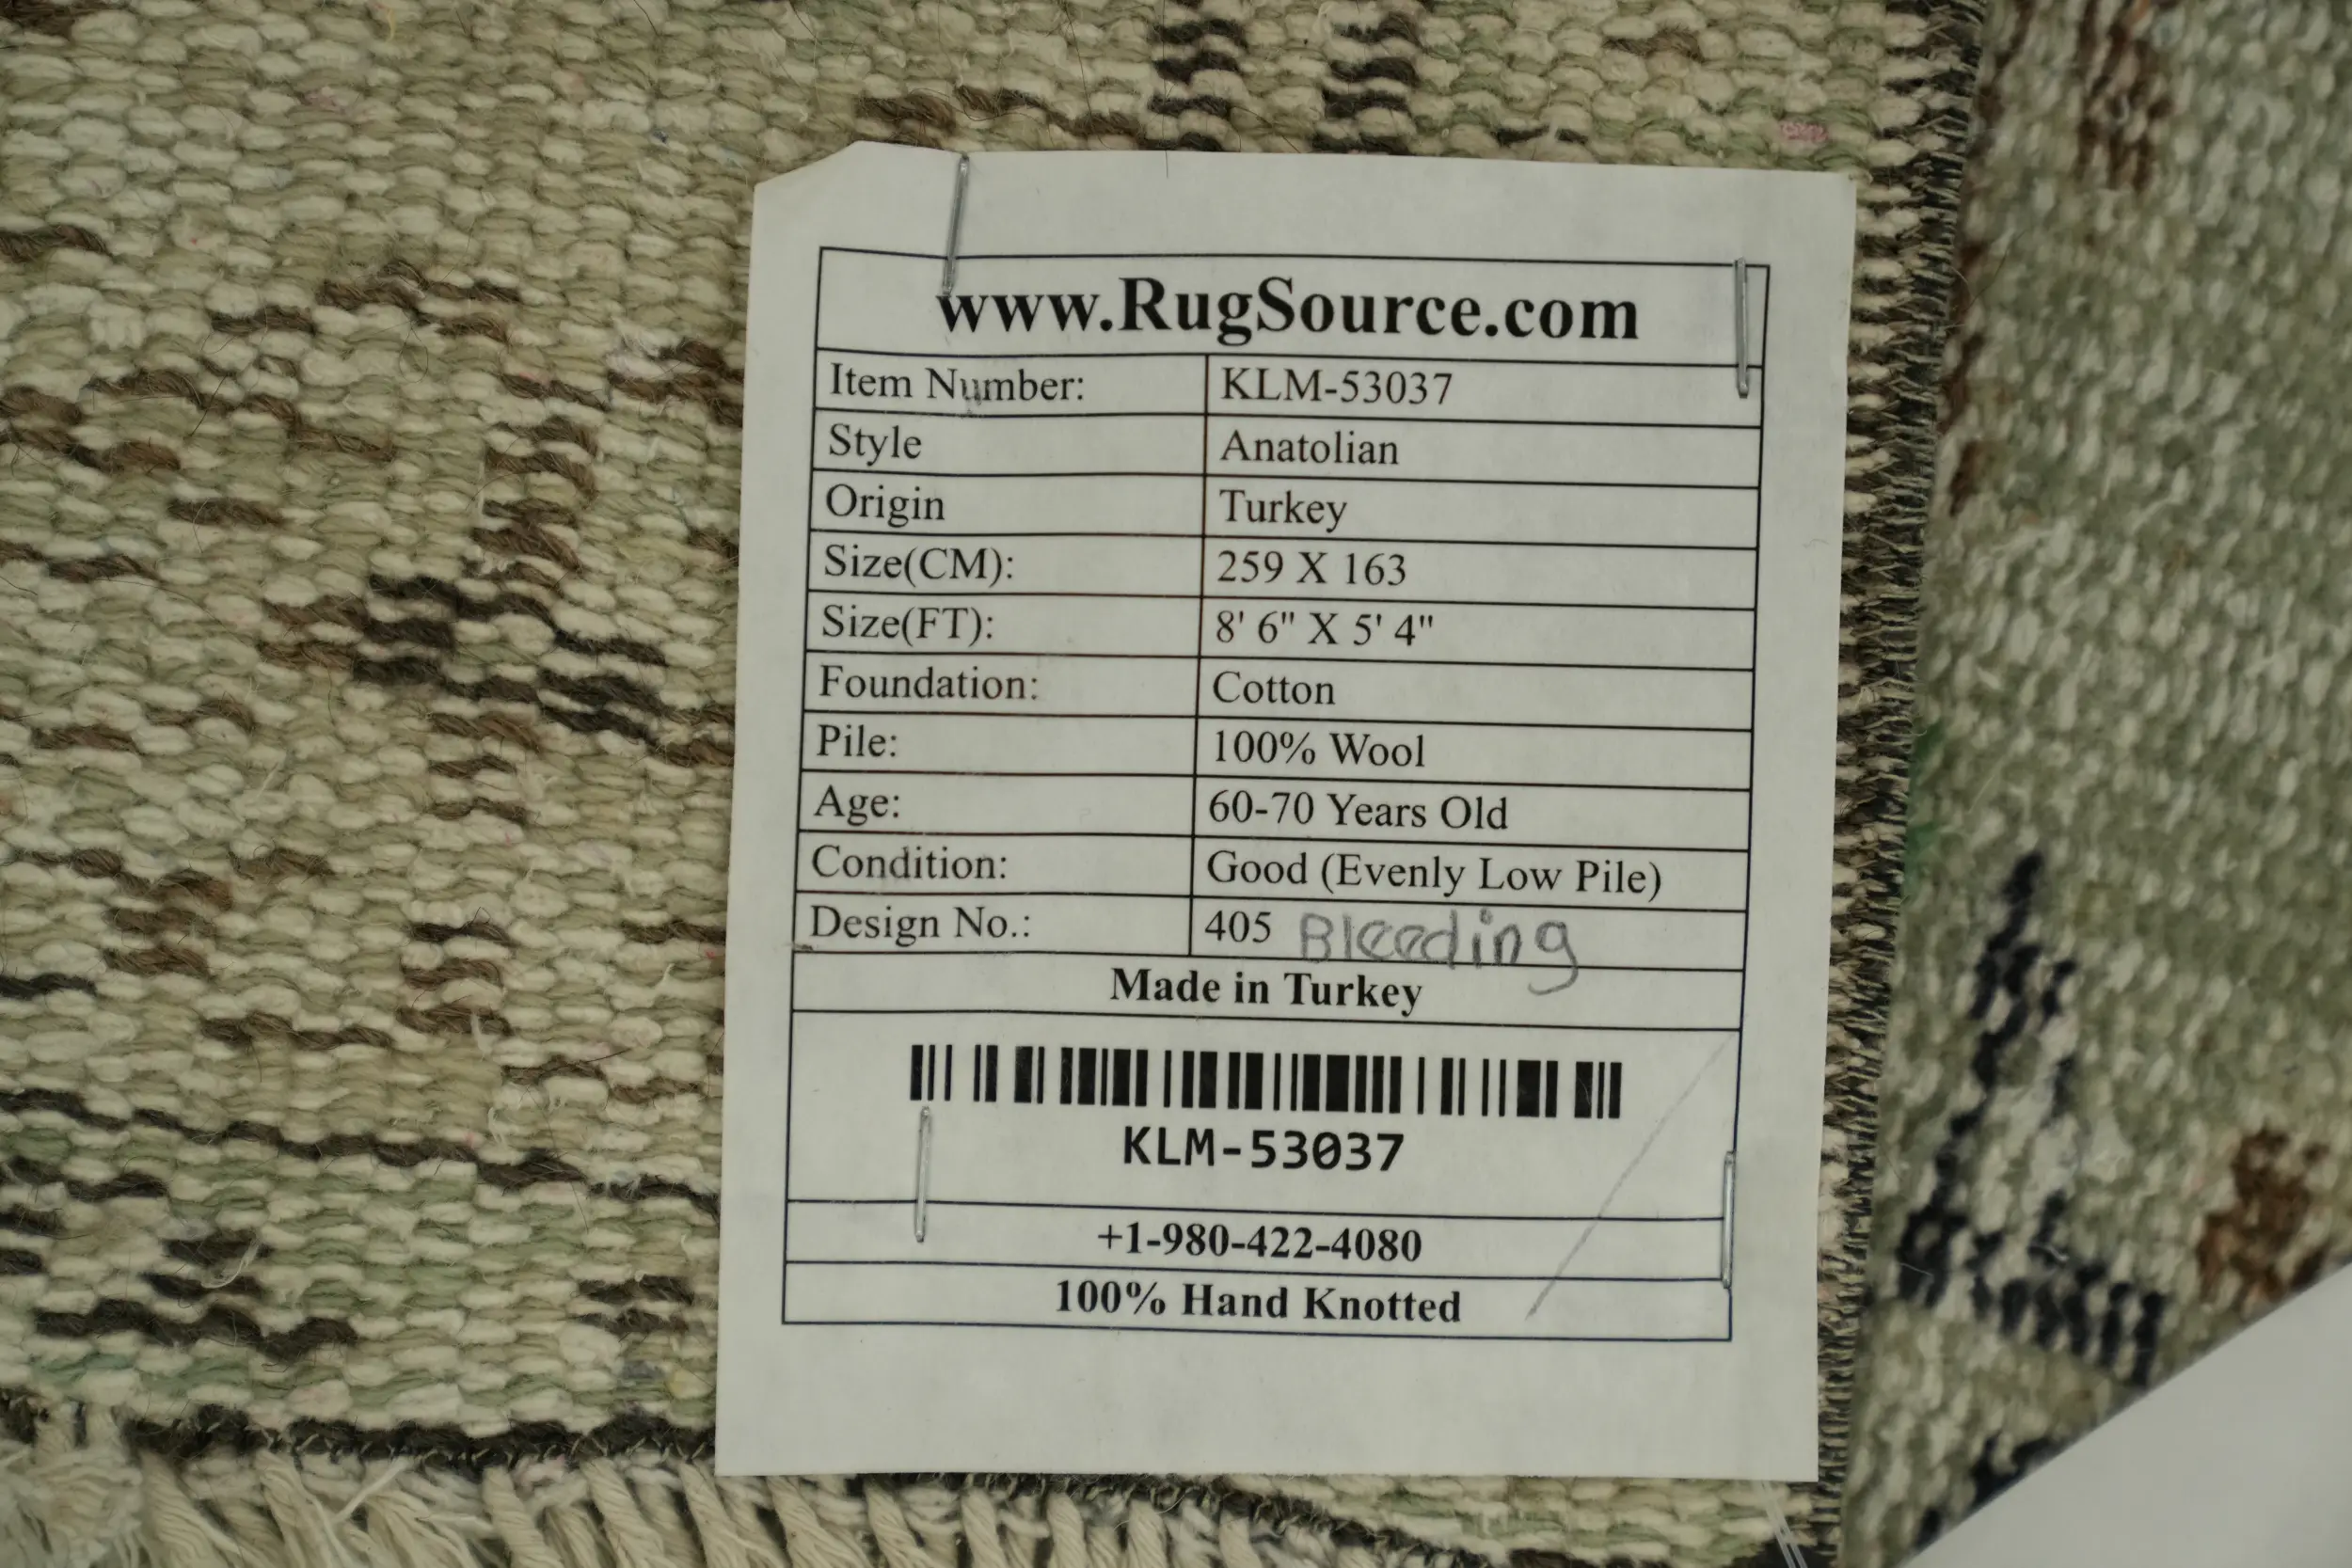 www.RugSource.com
Item Number: KLM-53037
Style Anatolian
Origin Turkey
Size(CM): 259 X 163
Size(FT): 8' 6" X 5' 4"
Foundation: Cotton
Pile: 100% Wool
Age: 60-70 Years Old
Condition: Good (Evenly Low Pile)
Design No.: 405 Bleeding
Made in Turkey
KLM-53037
+1-980-422-4080
100% Hand Knotted